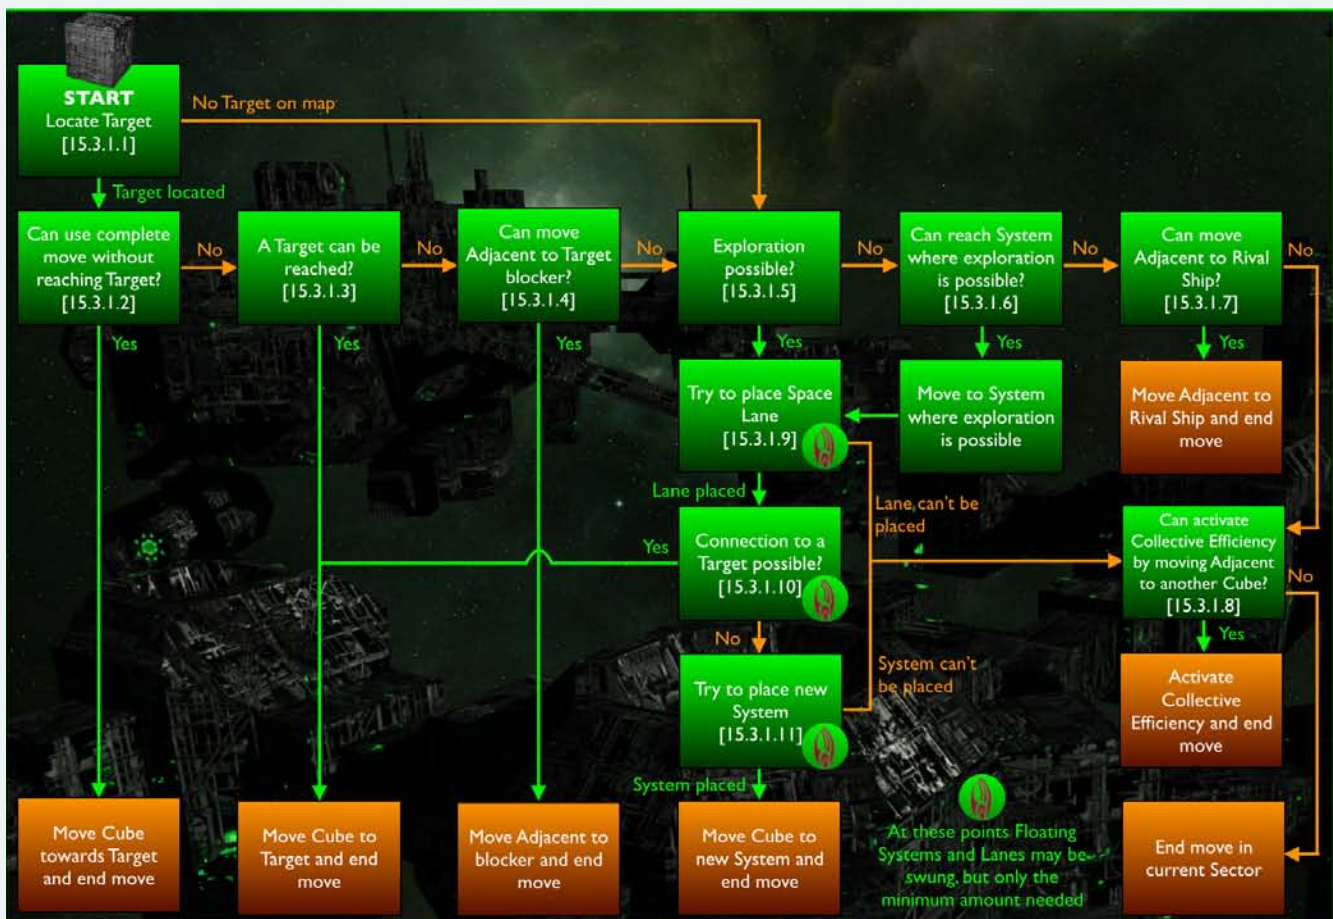 START
Locate Target
[15.3.1.1]
No Target on map
Target located
Can use complete
move without
reaching Target?
[15.3.1.2]
No
A Target can be
reached?
[15.3.1.3]
No
Can move
Adjacent to Target
blocker?
[15.3.1.4]
No
Exploration
possible?
[15.3.1.5]
No
Can reach System
where exploration
is possible?
[15.3.1.6]
No
Can move
Adjacent to Rival
Ship?
[15.3.1.7]
No
Yes
Yes
Yes
Yes
Yes
Yes
Try to place Space
Lane
[15.3.1.9]
Move to System
where exploration
is possible
Move Adjacent to
Rival Ship and end
move
Lane placed
Lane can't be
placed
Yes
Connection to a
Target possible?
[15.3.1.10]
Can activate
Collective Efficiency
by moving Adjacent
to another Cube?
[15.3.1.8]
No
No
Yes
Try to place new
System
[15.3.1.11]
System can't
be placed
Activate
Collective
Efficiency and end
move
System placed
Move Cube
towards Target
and end move
Move Cube to
Target and end
move
Move Adjacent to
blocker and end
move
Move Cube to
new System and
end move
At these points Floating
Systems and Lanes may be
swung, but only the
minimum amount needed
End move in
current Sector